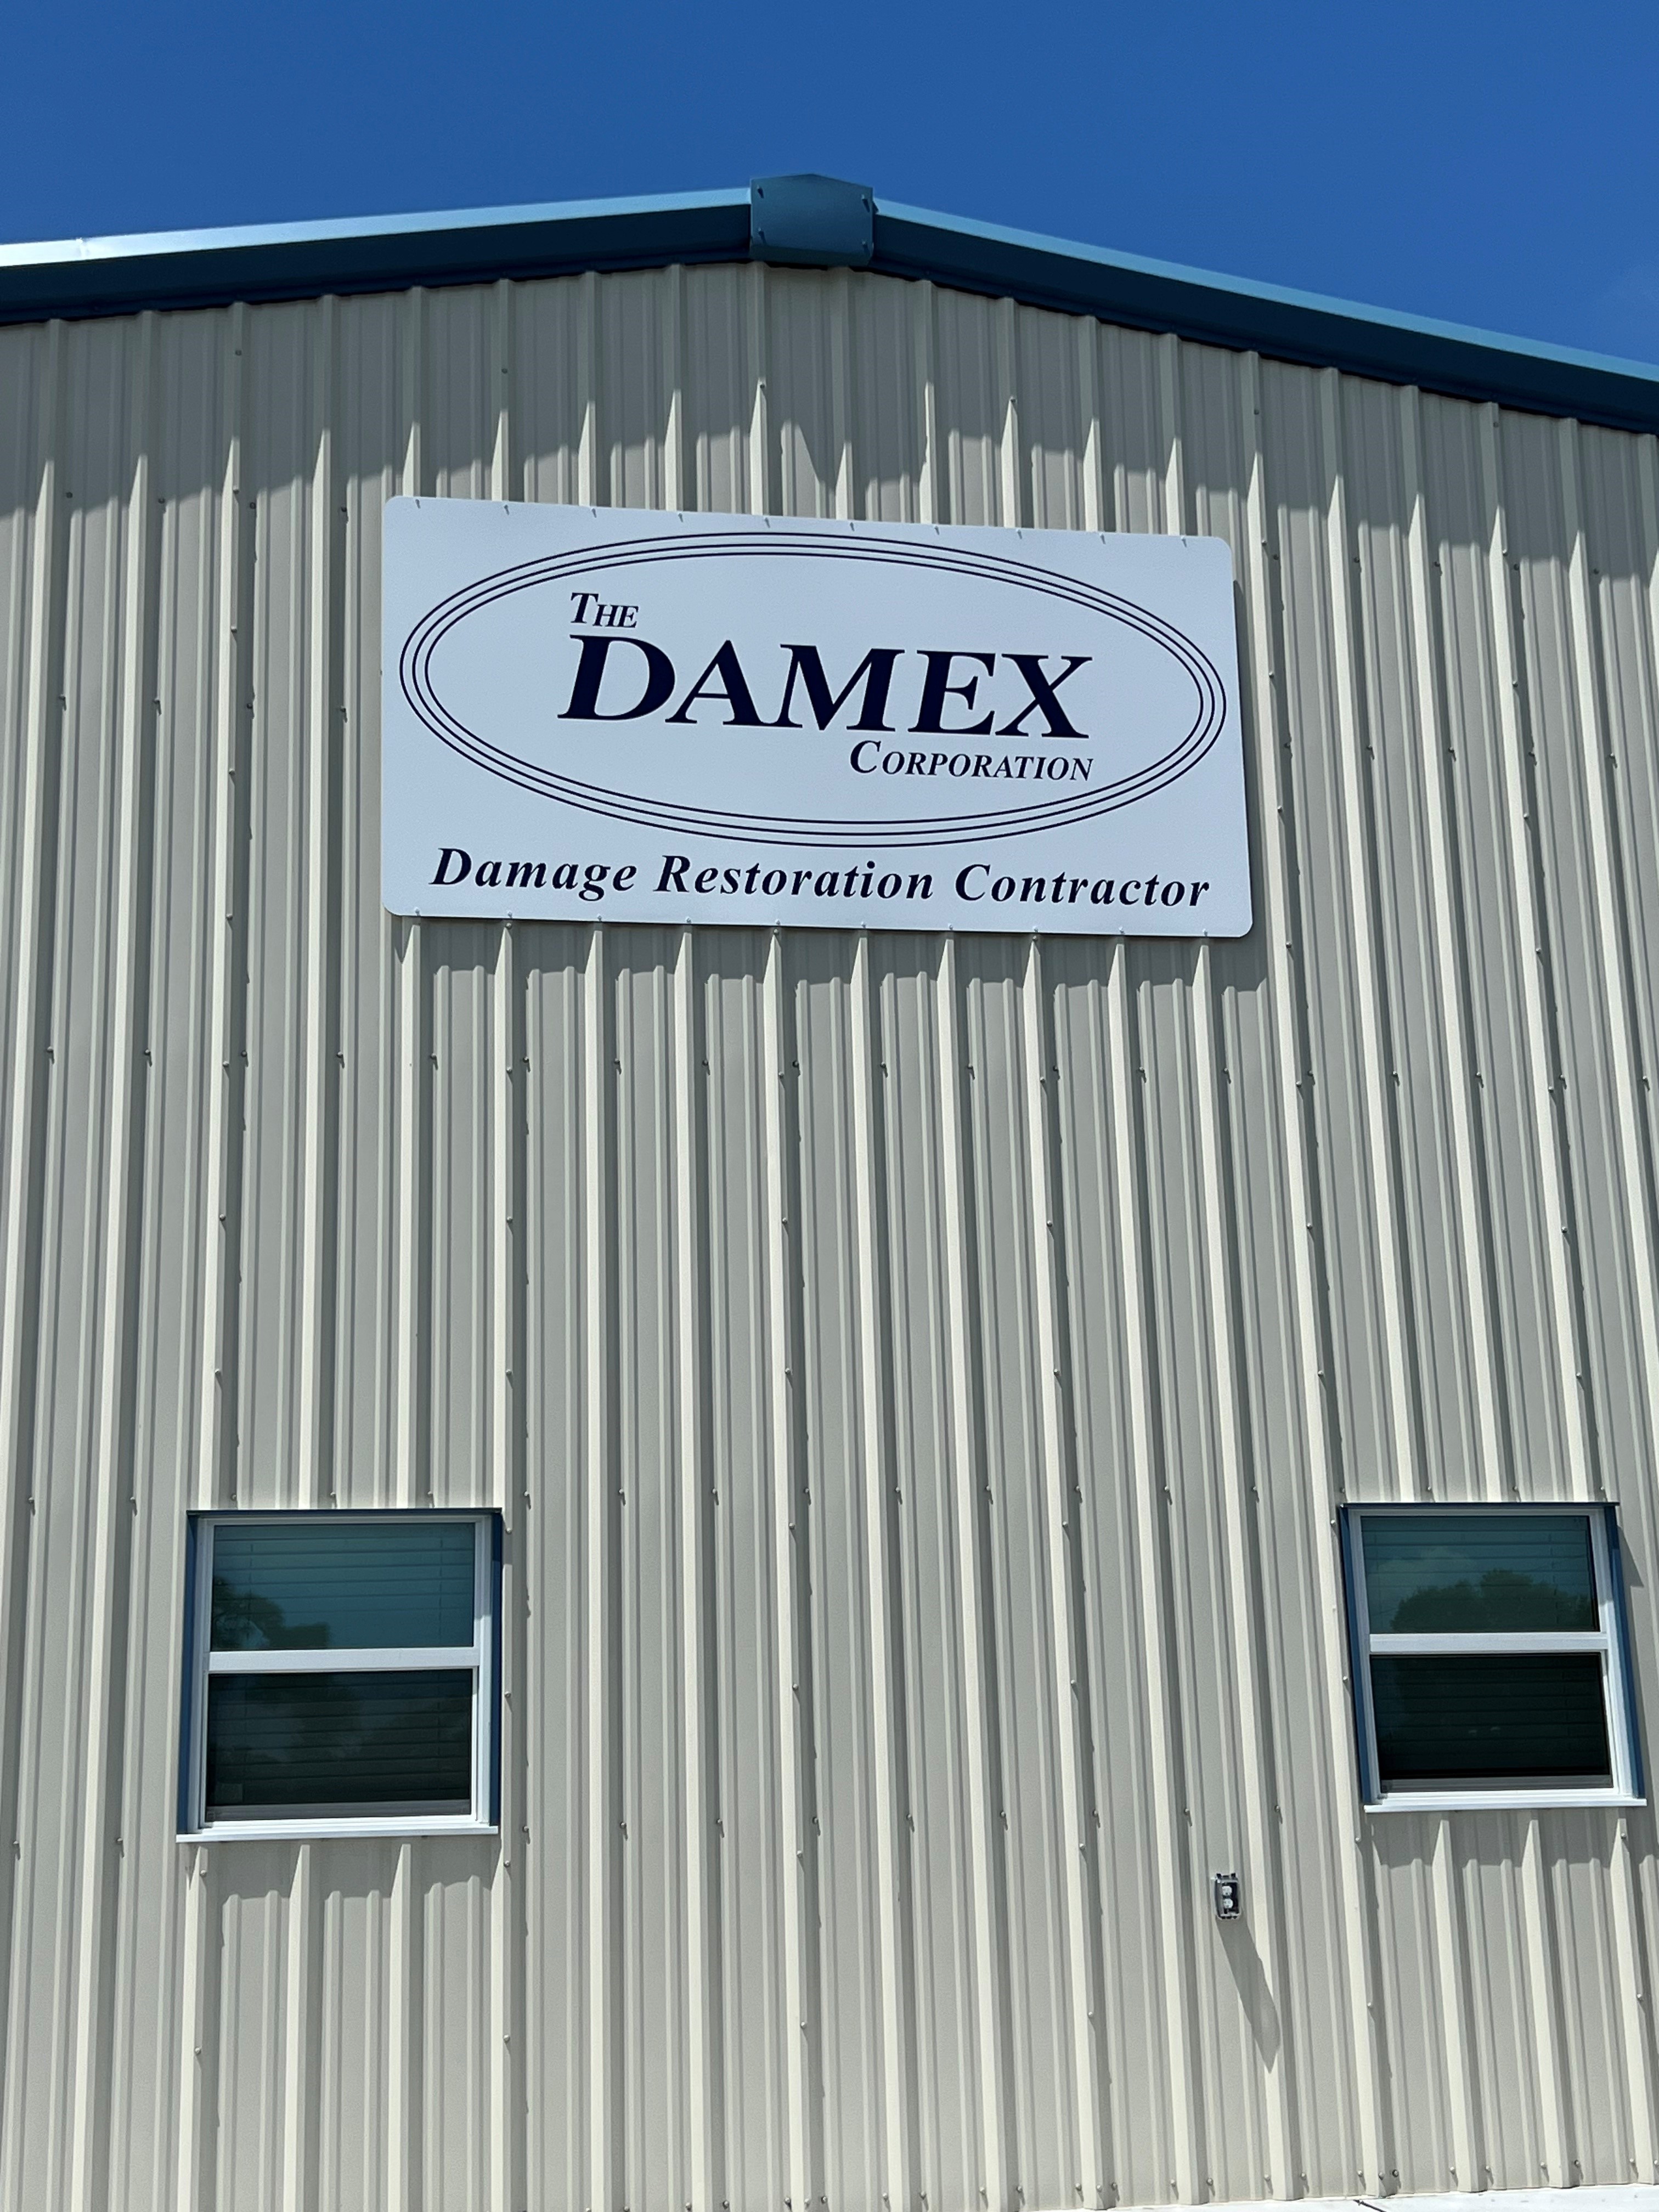 The
DAMEX
Corporation
Damage Restoration Contractor